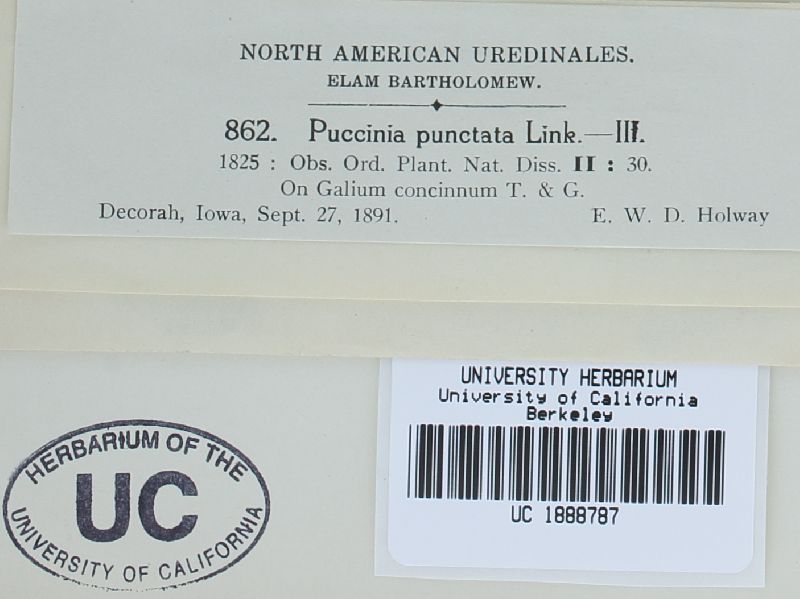 NORTH AMERICAN UREDINALES.
ELAM BARTHOLOMEW.
862. Puccinia punctata Link.—III.
1825 : Obs. Ord. Plant. Nat. Diss. II : 30.
On Galium concinnum T. & G.
Decorah, Iowa, Sept. 27, 1891. E. W. D. Holway
UNIVERSITY HERBARIUM
University of California
Berkeley
UC 1888787
HERBARIUM OF THE
UC
UNIVERSITY OF CALIFORNIA